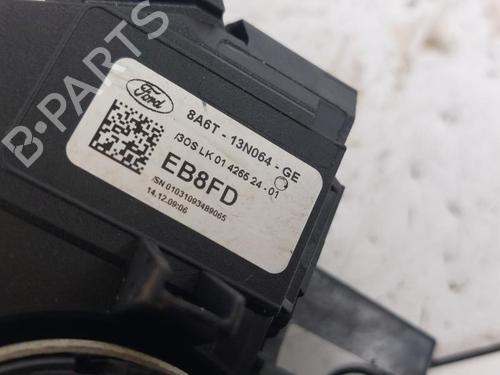 B-PARTS
Ford
8A6T - 13N064 - GE
/3OS LK 01 4265 24 - 01
EB8FD
/SN 01031093489065
14.12.09:06